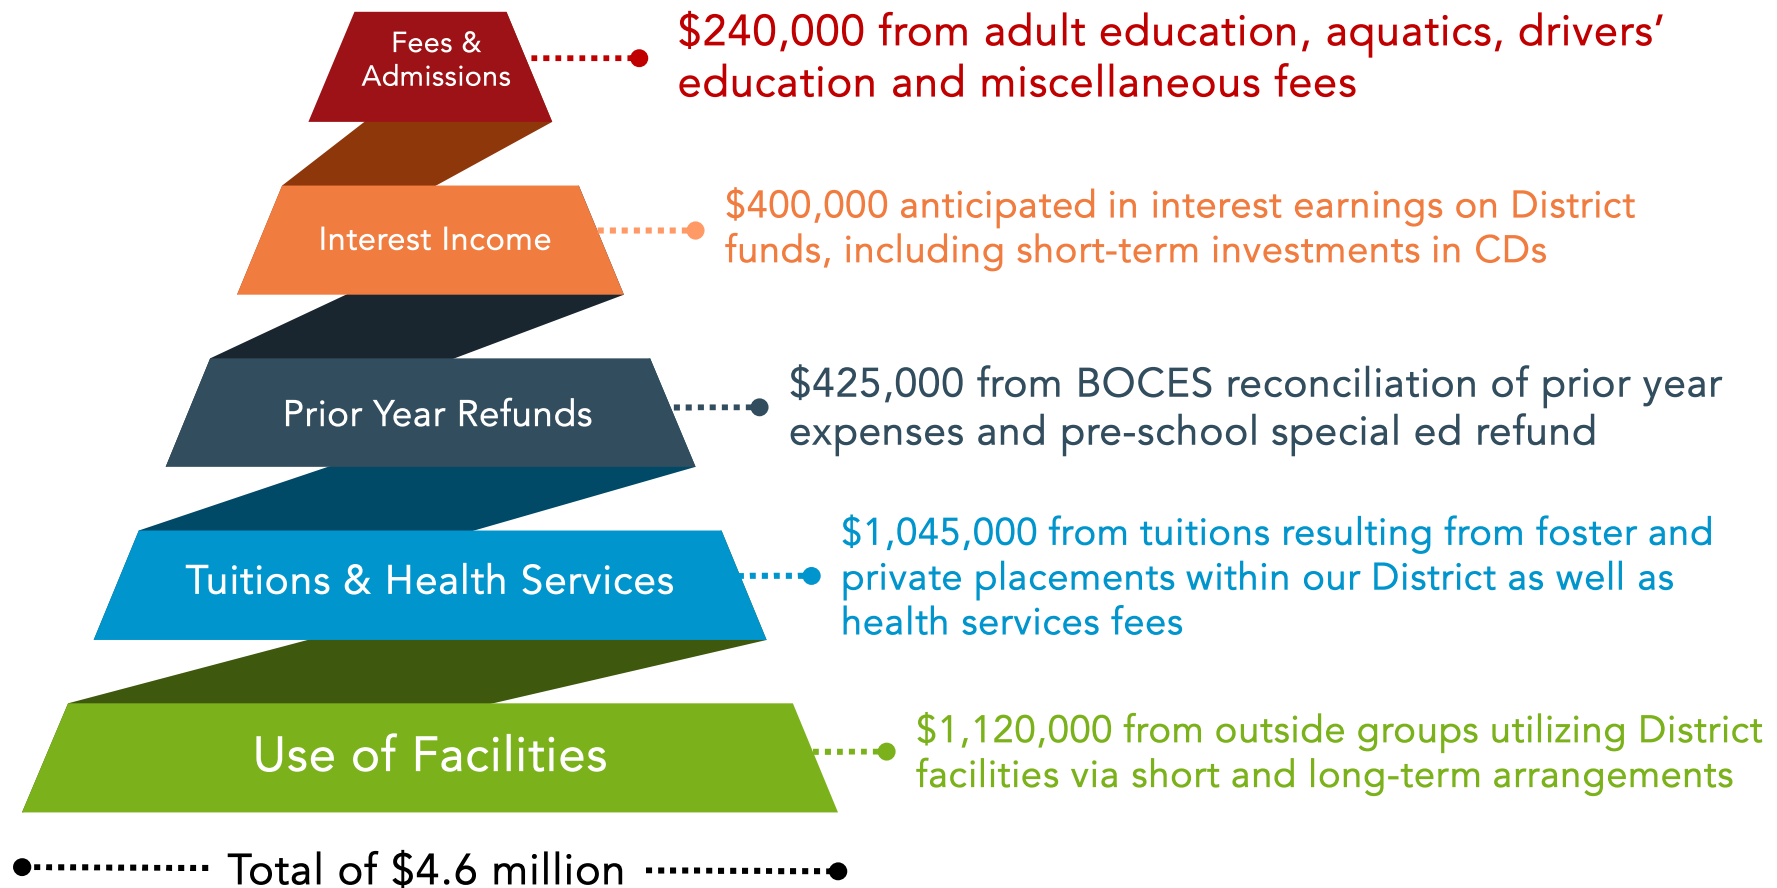 Fees &
Admissions
$240,000 from adult education, aquatics, drivers’
education and miscellaneous fees
Interest Income
$400,000 anticipated in interest earnings on District
funds, including short-term investments in CDs
Prior Year Refunds
$425,000 from BOCES reconciliation of prior year
expenses and pre-school special ed refund
Tuitions & Health Services
$1,045,000 from tuitions resulting from foster and
private placements within our District as well as
health services fees
Use of Facilities
$1,120,000 from outside groups utilizing District
facilities via short and long-term arrangements
Total of $4.6 million